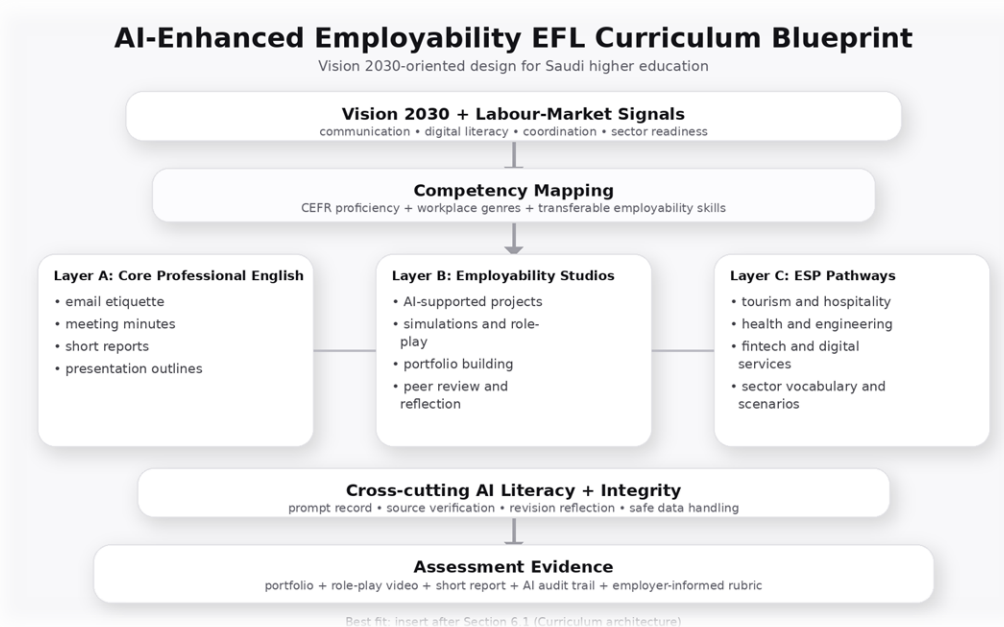 AI-Enhanced Employability EFL Curriculum Blueprint
Vision 2030-oriented design for Saudi higher education
Vision 2030 + Labour-Market Signals
communication • digital literacy • coordination • sector readiness
Competency Mapping
CEFR proficiency + workplace genres + transferable employability skills
Layer A: Core Professional English
• email etiquette
• meeting minutes
• short reports
• presentation outlines
Layer B: Employability Studios
• AI-supported projects
• simulations and role-
play
• portfolio building
• peer review and
reflection
Layer C: ESP Pathways
• tourism and hospitality
• health and engineering
• fintech and digital
services
• sector vocabulary and
scenarios
Cross-cutting AI Literacy + Integrity
prompt record • source verification • revision reflection • safe data handling
Assessment Evidence
portfolio + role-play video + short report + AI audit trail + employer-informed rubric
Best fit: insert after Section 6.1 (Curriculum architecture)